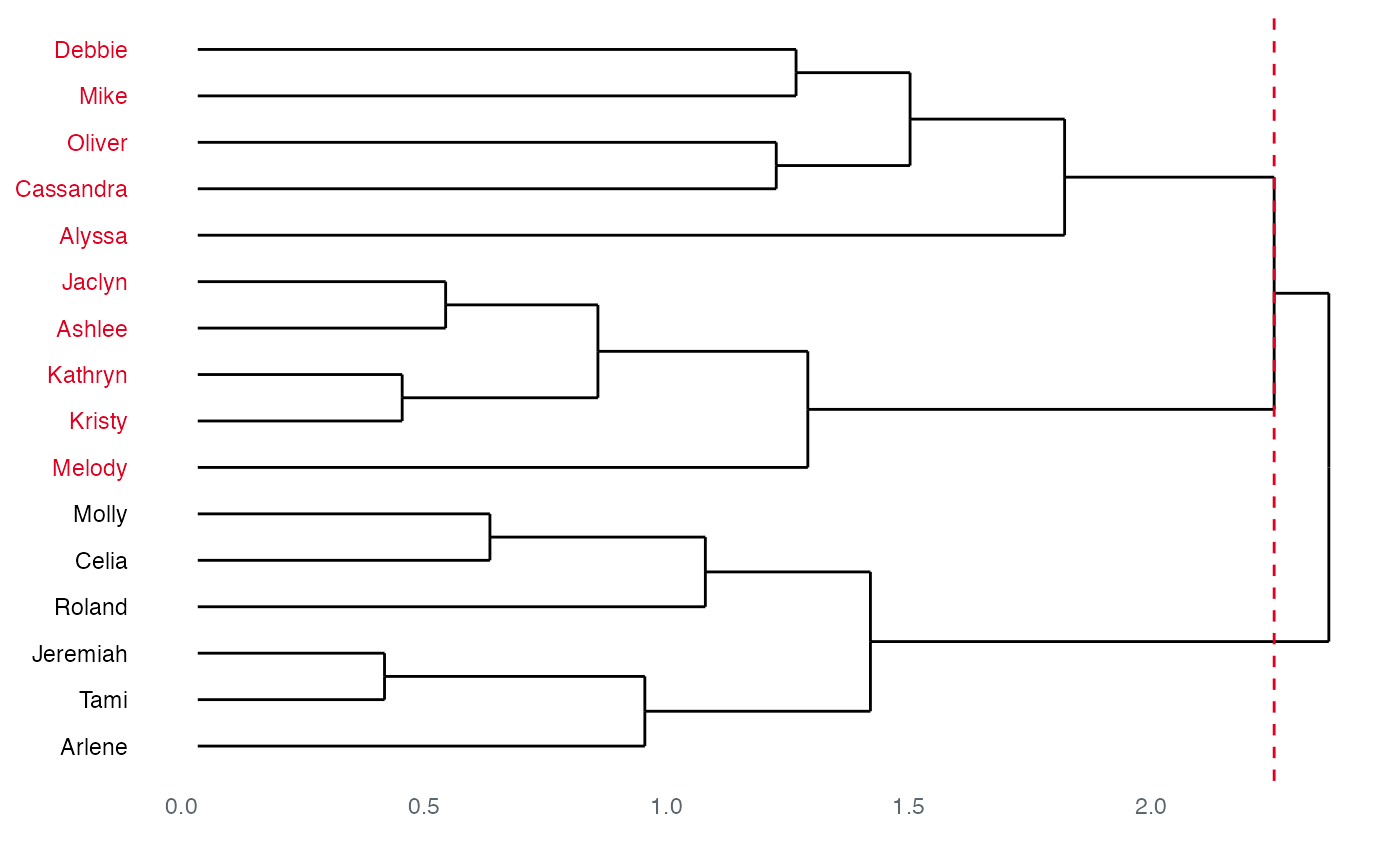 Debbie
Mike
Oliver
Cassandra
Alyssa
Jaclyn
Ashlee
Kathryn
Kristy
Melody
Molly
Celia
Roland
Jeremiah
Tami
Arlene
0.0 0.5 1.0 1.5 2.0